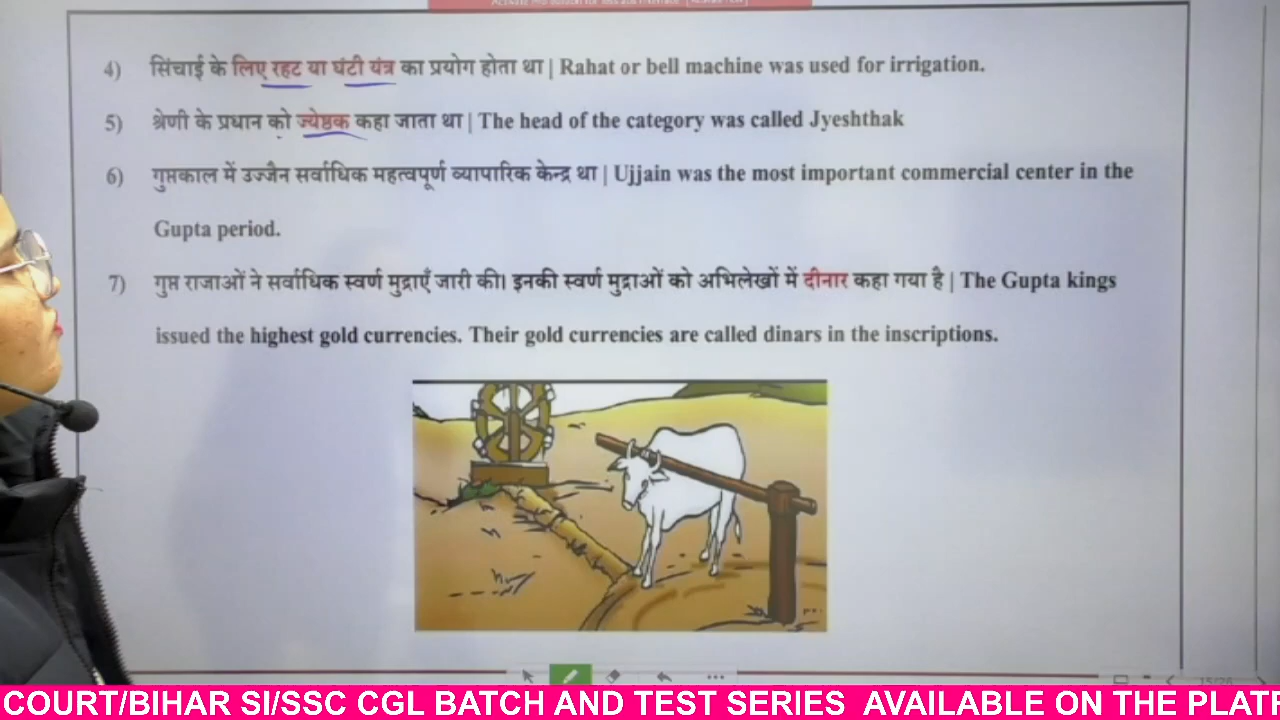 4) सिंचाई के लिए रहट या घंटी यंत्र का प्रयोग होता था | Rahat or bell machine was used for irrigation.
5) श्रेणी के प्रधान को ज्येष्ठक कहा जाता था | The head of the category was called Jyeshthak
6) गुप्तकाल में उज्जैन सर्वाधिक महत्वपूर्ण व्यापारिक केन्द्र था | Ujjain was the most important commercial center in the
Gupta period.
7) गुप्त राजाओं ने सर्वाधिक स्वर्ण मुद्राएँ जारी की। इनकी स्वर्ण मुद्राओं को अभिलेखों में दीनार कहा गया है | The Gupta kings
issued the highest gold currencies. Their gold currencies are called dinars in the inscriptions.
15/26
COURT/BIHAR SI/SSC CGL BATCH AND TEST SERIES AVAILABLE ON THE PLATF